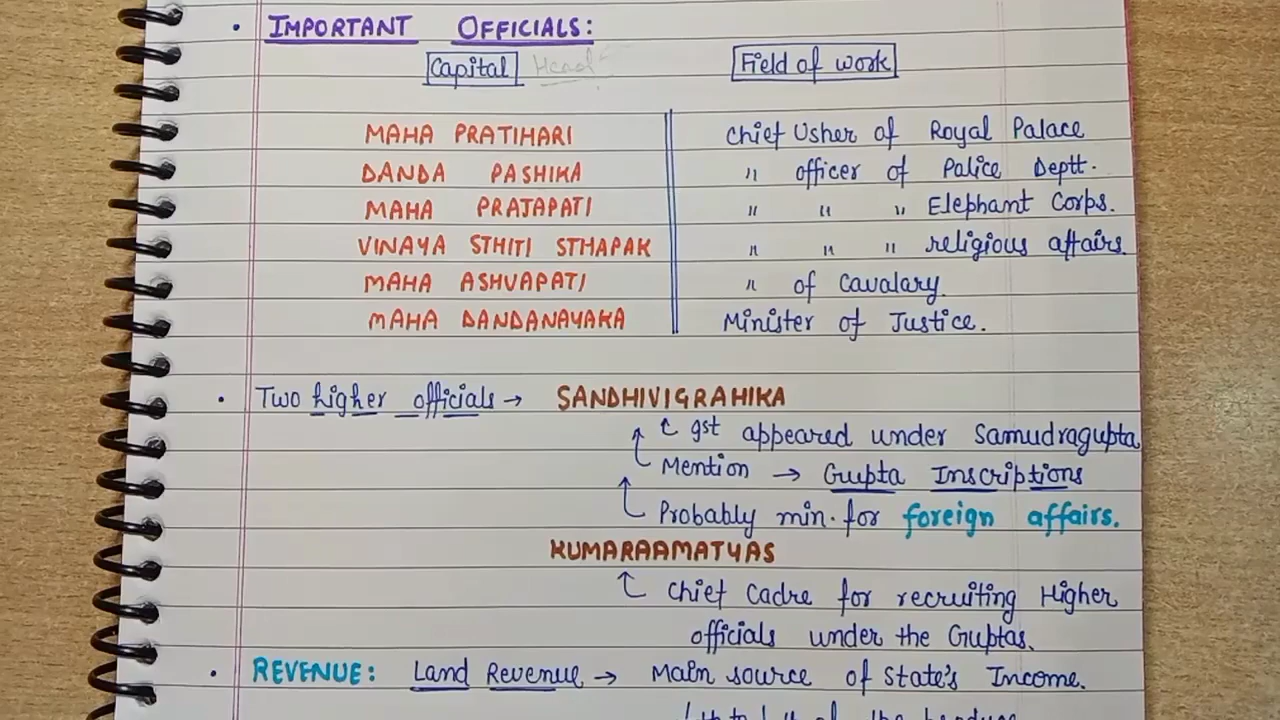 • IMPORTANT OFFICIALS:
Capital Head Field of work
MAHA PRATIHARI Chief Usher of Royal Palace
DANDA PASHIKA " officer of Police Deptt.
MAHA PRAJAPATI " " " Elephant Corps.
VINAYA STHITI STHAPAK " " " religious affairs.
MAHA ASHVAPATI " of Cavalary.
MAHA DANDANAYAKA Minister of Justice.
• Two higher officials → SANDHIVIGRAHIKA
↑ gst appeared under Samudragupta
Mention → Gupta Inscriptions
Probably min. for foreign affairs.
KUMARAAMATYAS
Chief Cadre for recruiting Higher
officials under the Guptas.
• REVENUE: Land Revenue → Main source of State's Income.